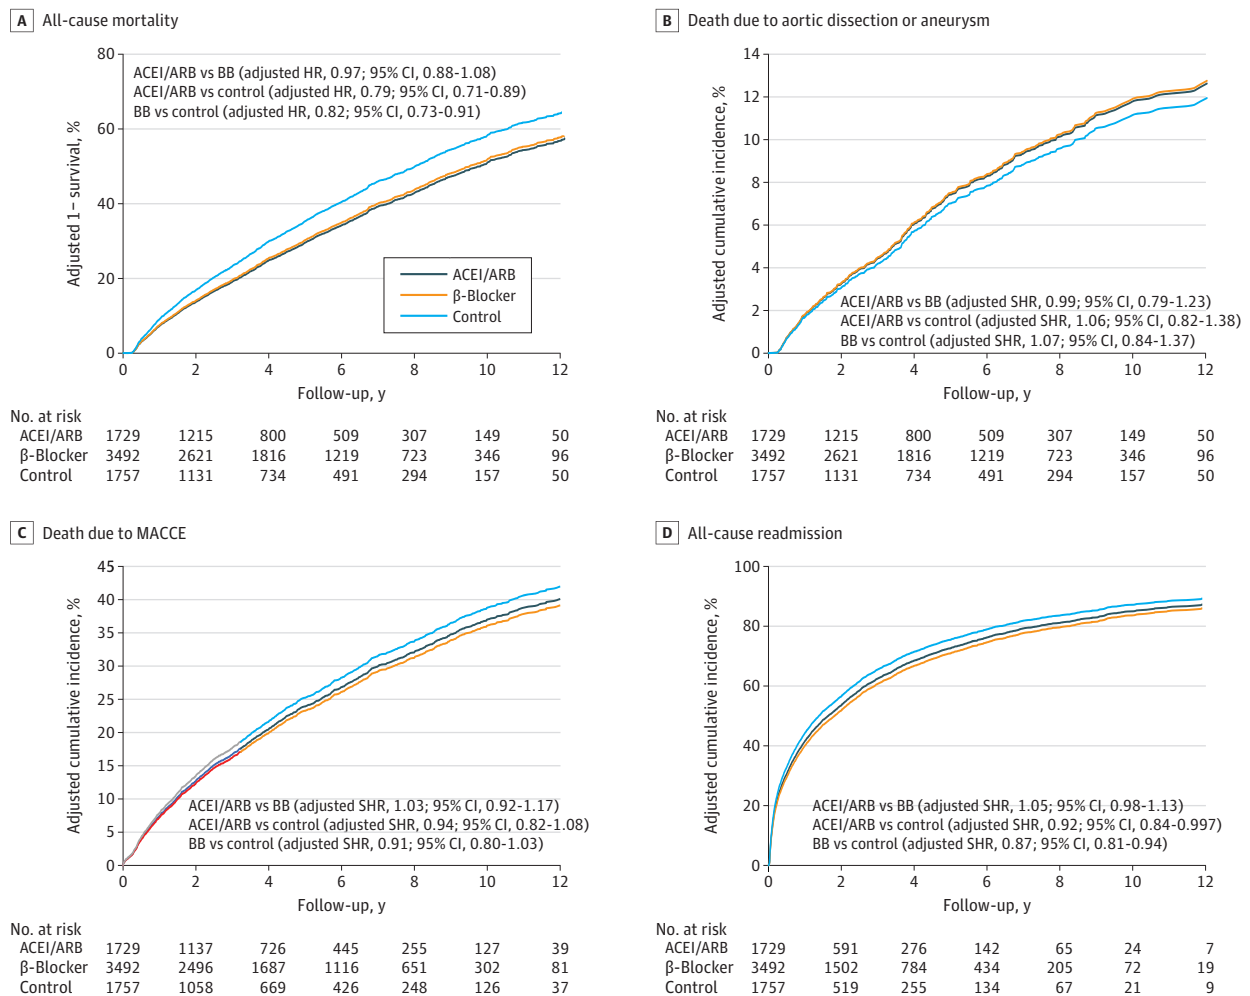 A All-cause mortality
80
60
40
20
0
Adjusted 1 – survival, %
ACEI/ARB vs BB (adjusted HR, 0.97; 95% CI, 0.88-1.08)
ACEI/ARB vs control (adjusted HR, 0.79; 95% CI, 0.71-0.89)
BB vs control (adjusted HR, 0.82; 95% CI, 0.73-0.91)
ACEI/ARB
β-Blocker
Control
0 2 4 6 8 10 12
Follow-up, y
No. at risk
ACEI/ARB 1729 1215 800 509 307 149 50
β-Blocker 3492 2621 1816 1219 723 346 96
Control 1757 1131 734 491 294 157 50
B Death due to aortic dissection or aneurysm
14
12
10
8
6
4
2
0
Adjusted cumulative incidence, %
ACEI/ARB vs BB (adjusted SHR, 0.99; 95% CI, 0.79-1.23)
ACEI/ARB vs control (adjusted SHR, 1.06; 95% CI, 0.82-1.38)
BB vs control (adjusted SHR, 1.07; 95% CI, 0.84-1.37)
0 2 4 6 8 10 12
Follow-up, y
No. at risk
ACEI/ARB 1729 1215 800 509 307 149 50
β-Blocker 3492 2621 1816 1219 723 346 96
Control 1757 1131 734 491 294 157 50
C Death due to MACCE
45
40
35
30
25
20
15
10
5
0
Adjusted cumulative incidence, %
ACEI/ARB vs BB (adjusted SHR, 1.03; 95% CI, 0.92-1.17)
ACEI/ARB vs control (adjusted SHR, 0.94; 95% CI, 0.82-1.08)
BB vs control (adjusted SHR, 0.91; 95% CI, 0.80-1.03)
0 2 4 6 8 10 12
Follow-up, y
No. at risk
ACEI/ARB 1729 1137 726 445 255 127 39
β-Blocker 3492 2496 1687 1116 651 302 81
Control 1757 1058 669 426 248 126 37
D All-cause readmission
100
80
60
40
20
0
Adjusted cumulative incidence, %
ACEI/ARB vs BB (adjusted SHR, 1.05; 95% CI, 0.98-1.13)
ACEI/ARB vs control (adjusted SHR, 0.92; 95% CI, 0.84-0.997)
BB vs control (adjusted SHR, 0.87; 95% CI, 0.81-0.94)
0 2 4 6 8 10 12
Follow-up, y
No. at risk
ACEI/ARB 1729 591 276 142 65 24 7
β-Blocker 3492 1502 784 434 205 72 19
Control 1757 519 255 134 67 21 9